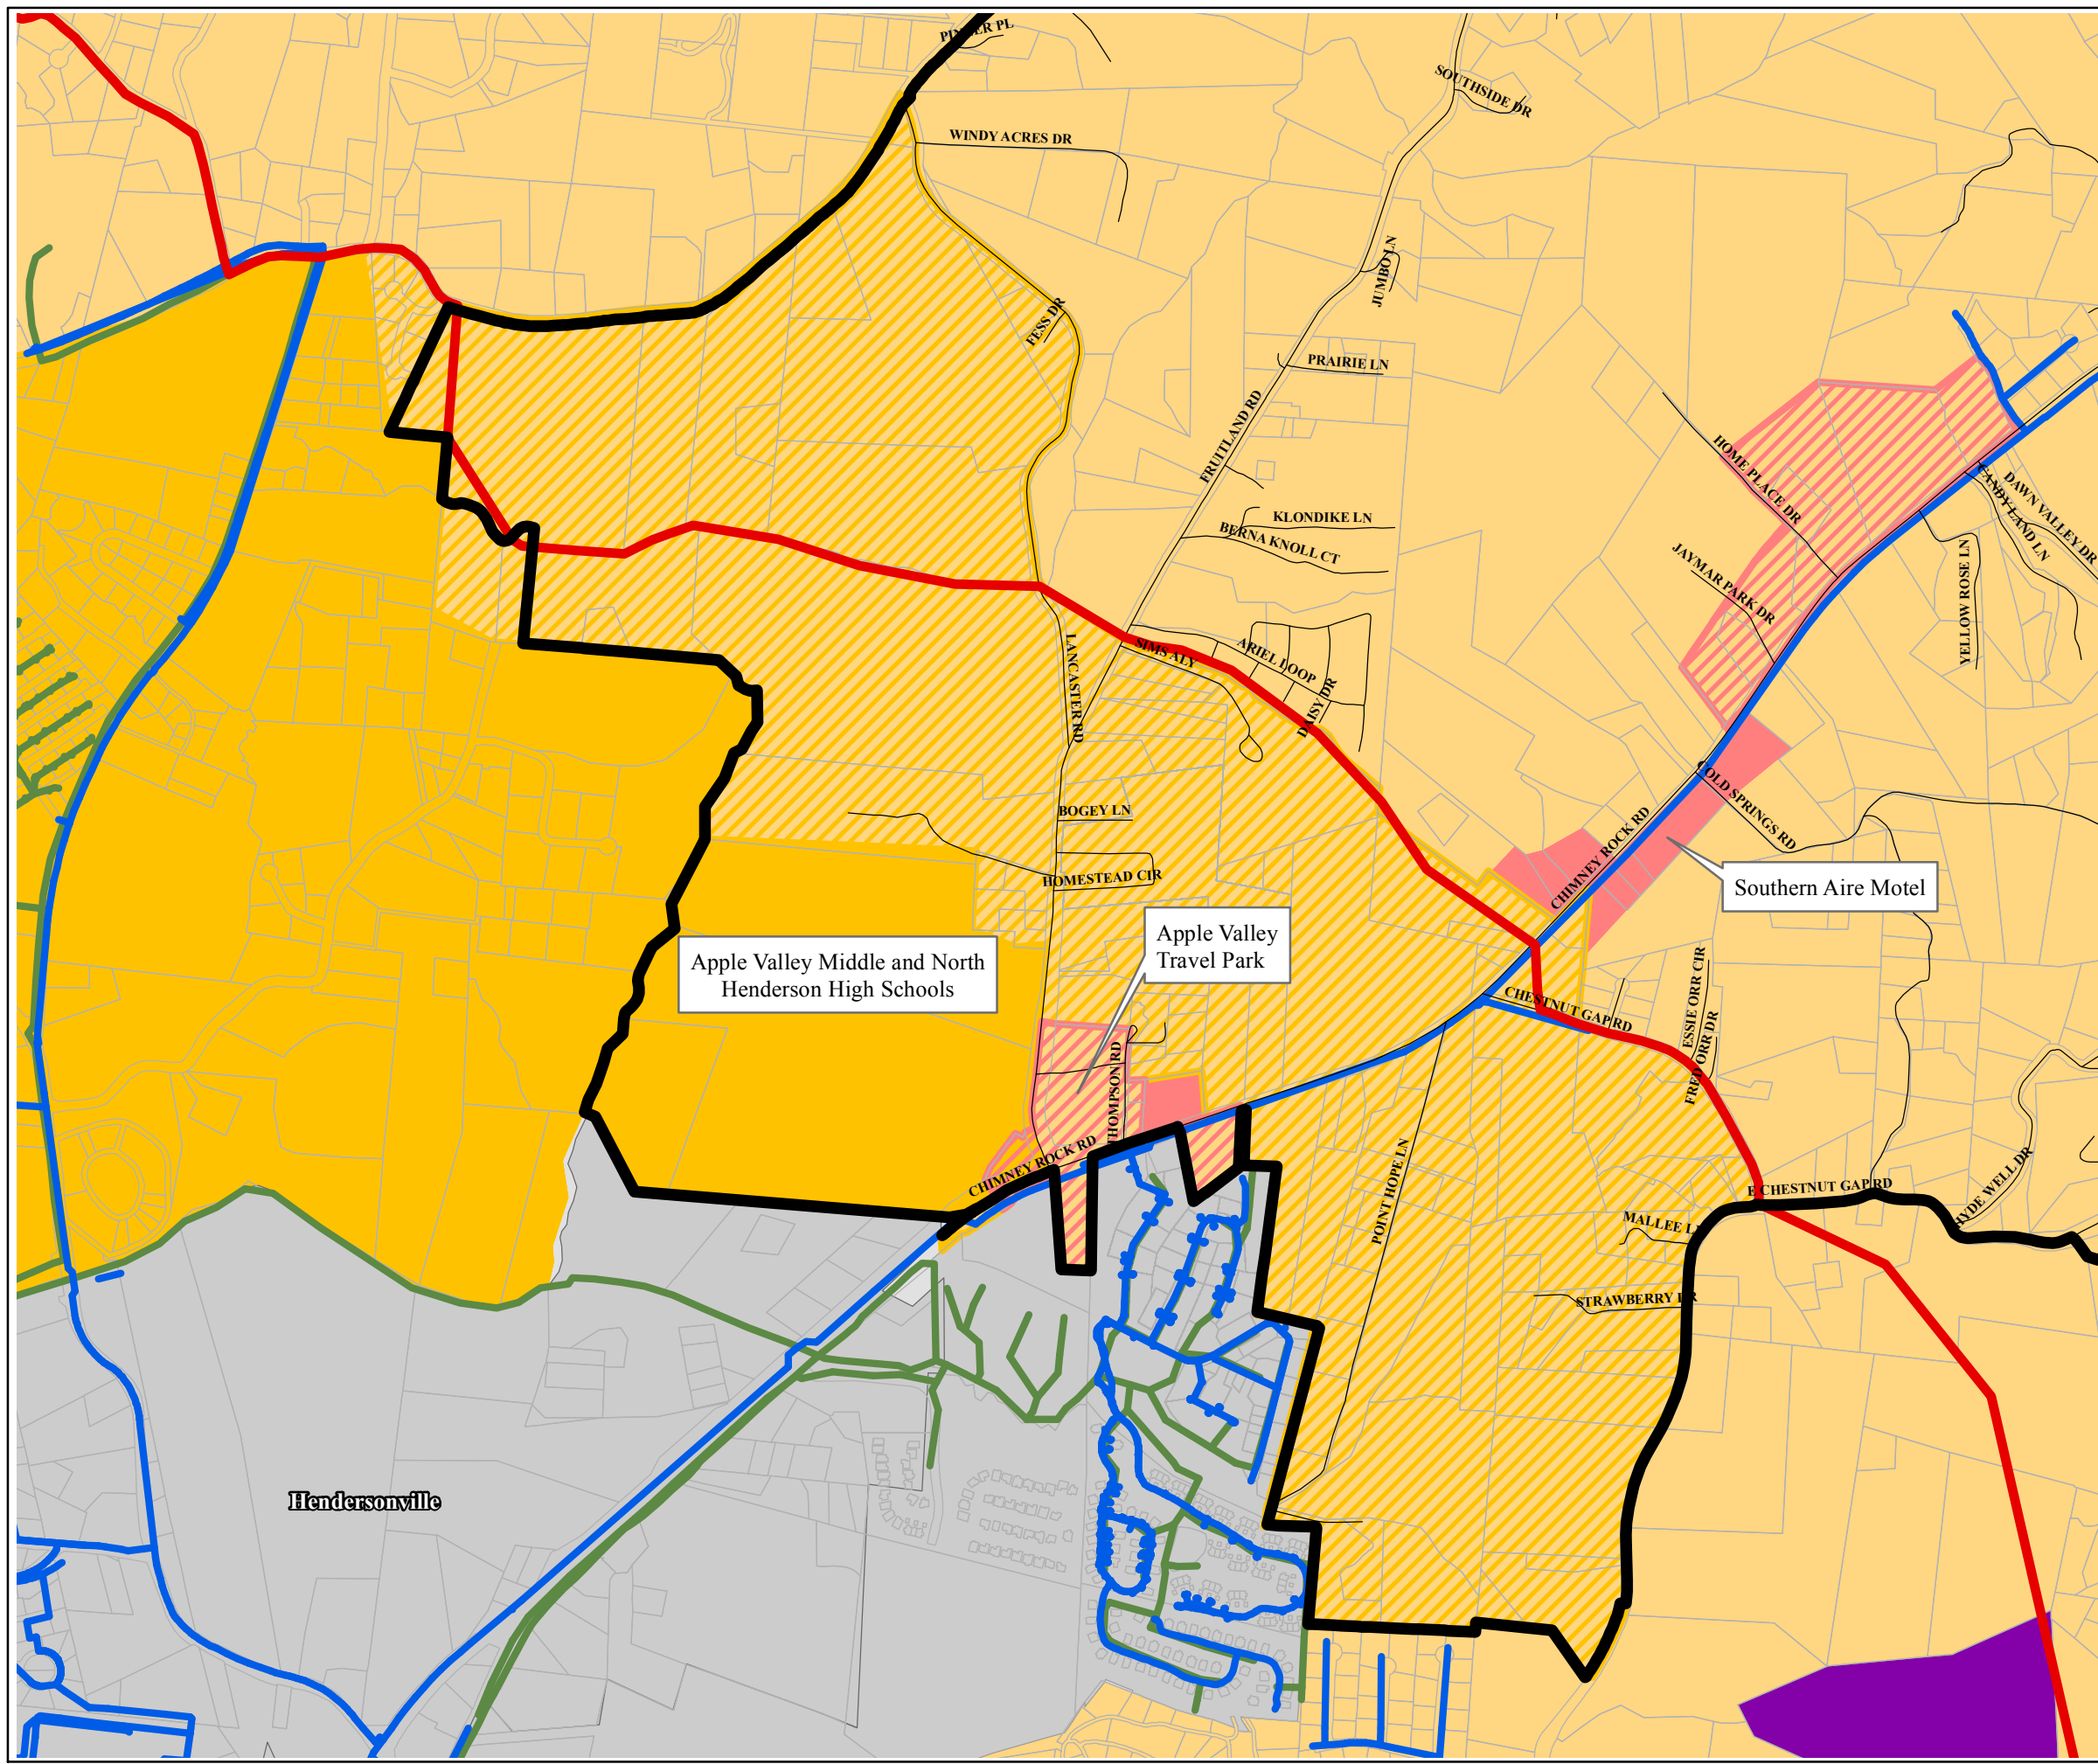 PINNER PL
SOUTHSIDE DR
WINDY ACRES DR
JUMBO LN
FESS DR
PRAIRIE LN
FRUITLAND RD
HOME PLACE DR
KLONDIKE LN
BERNA KNOLL CT
CANDY LAND LN
DAWN VALLEY DR
YELLOW ROSE LN
JAYMAR PARK DR
LANCASTER RD
SIMS ALY
ARIEL LOOP
DAISY DR
BOGEY LN
COLD SPRINGS RD
CHIMNEY ROCK RD
HOMESTEAD CIR
Southern Aire Motel
Apple Valley
Travel Park
Apple Valley Middle and North
Henderson High Schools
CHESTNUT GAP RD
ESSIE ORR CIR
FRED ORR DR
THOMPSON RD
CHIMNEY ROCK RD
POINT HOPE LN
E CHESTNUT GAP RD
HYDE WELL DR
MALLEE L
STRAWBERRY DR
Hendersonville